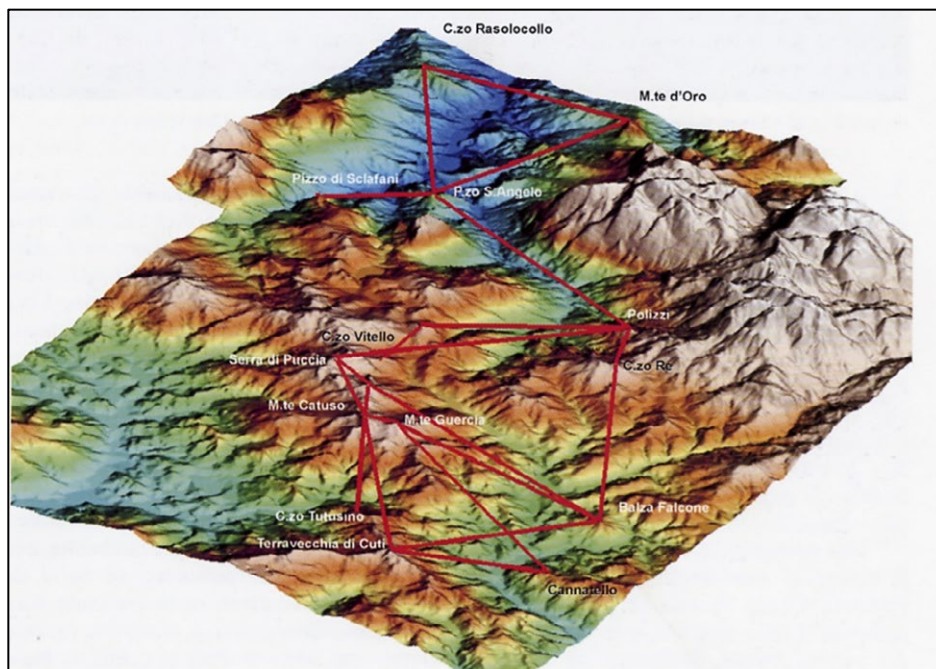 C.zo Rasolocollo
M.te d'Oro
Pizzo di Sclafani
P.zo S.Angelo
Polizzi
C.zo Vitello
Serra di Puccia
C.zo Re
M.te Catuso
M.te Guercia
C.zo Tutusino
Balza Falcone
Terravecchia di Cuti
Cannatello